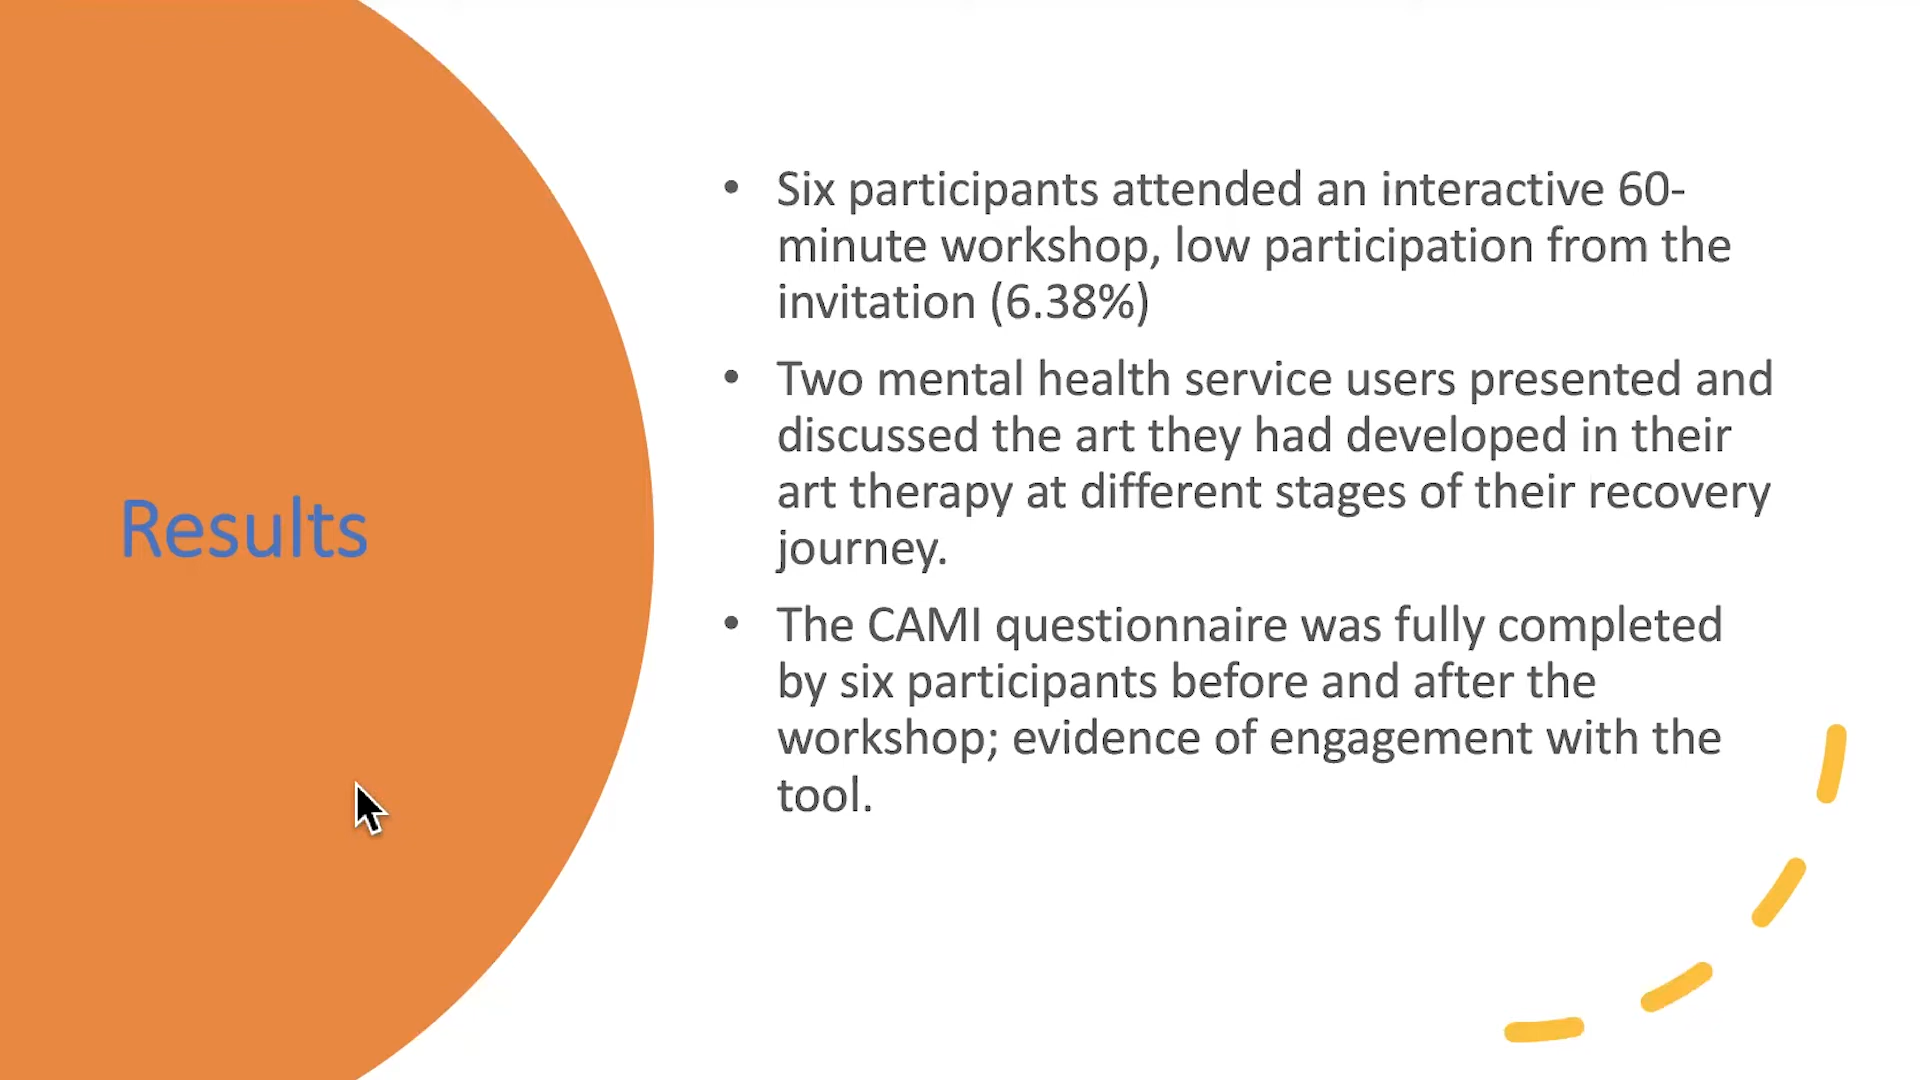 Results
• Six participants attended an interactive 60-
minute workshop, low participation from the
invitation (6.38%)
• Two mental health service users presented and
discussed the art they had developed in their
art therapy at different stages of their recovery
journey.
• The CAMI questionnaire was fully completed
by six participants before and after the
workshop; evidence of engagement with the
tool.